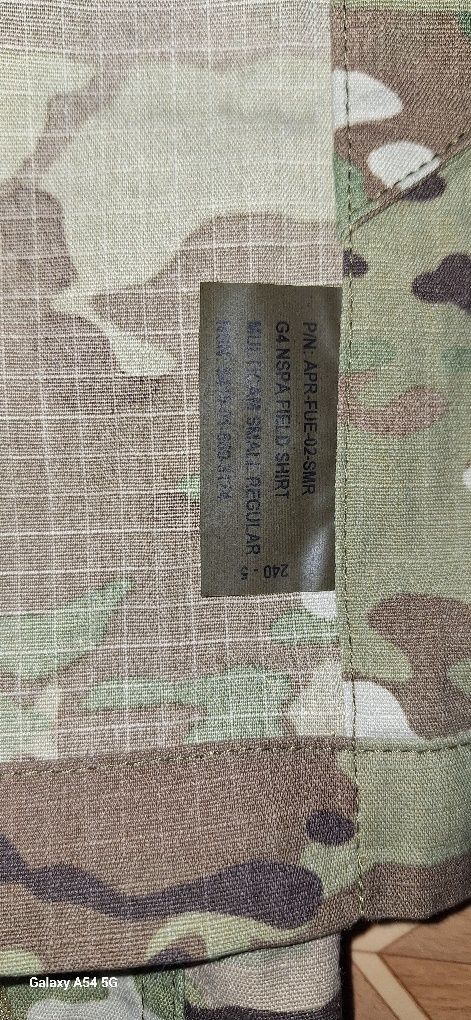 P/N: APR-FUE-02-SMR
G4 NSPA FIELD SHIRT
MULTICAM SMALL REGULAR
240 - 5
Galaxy A54 5G